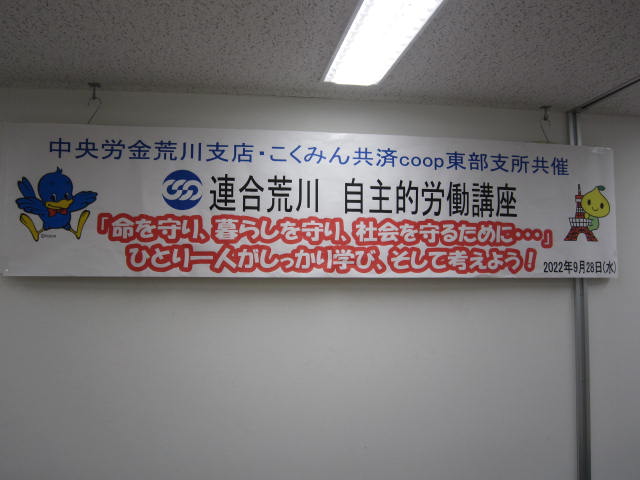 中央労金荒川支店・こくみん共済coop東部支所共催
連合荒川 自主的労働講座
「命を守り、暮らしを守り、社会を守るために・・・」
ひとり一人がしっかり学び、そして考えよう！
2022年9月28日(水)